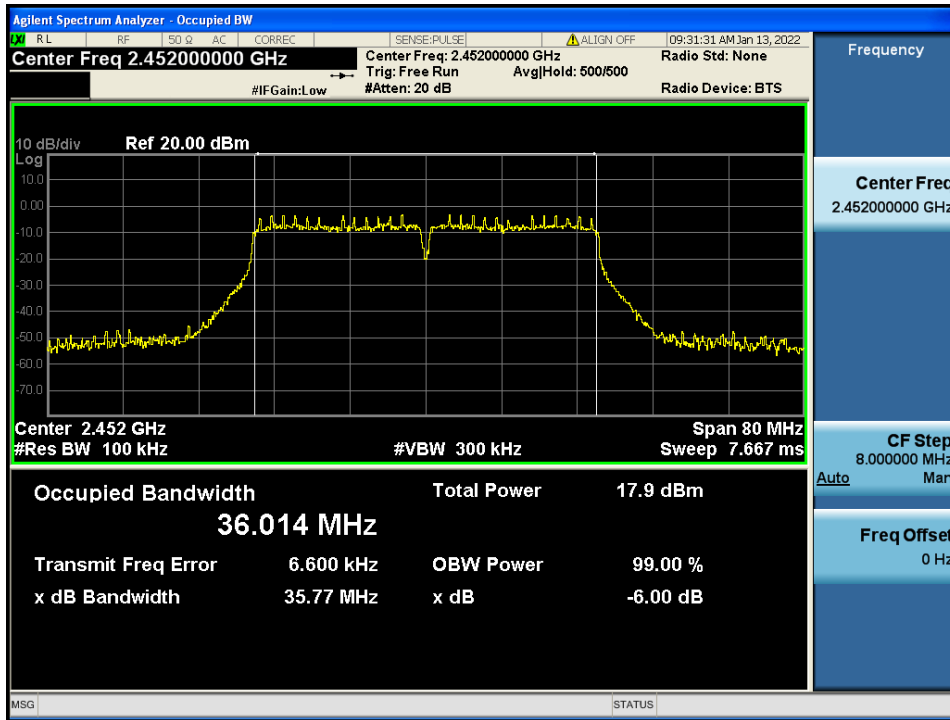 Agilent Spectrum Analyzer - Occupied BW
LXI RL RF 50 Ω AC CORREC SENSE:PULSE ALIGN OFF 09:31:31 AM Jan 13, 2022
Center Freq 2.452000000 GHz
Center Freq: 2.452000000 GHz
Radio Std: None
Trig: Free Run Avg|Hold: 500/500
#IFGain:Low
#Atten: 20 dB
Radio Device: BTS
10 dB/div Ref 20.00 dBm
Log
10.0
0.00
-10.0
-20.0
-30.0
-40.0
-50.0
-60.0
-70.0
Center 2.452 GHz Span 80 MHz
#Res BW 100 kHz #VBW 300 kHz Sweep 7.667 ms
Occupied Bandwidth Total Power 17.9 dBm
36.014 MHz
Transmit Freq Error 6.600 kHz OBW Power 99.00 %
x dB Bandwidth 35.77 MHz x dB -6.00 dB
MSG STATUS
Frequency
Center Freq
2.452000000 GHz
CF Step
8.000000 MHz
Auto Man
Freq Offset
0 Hz